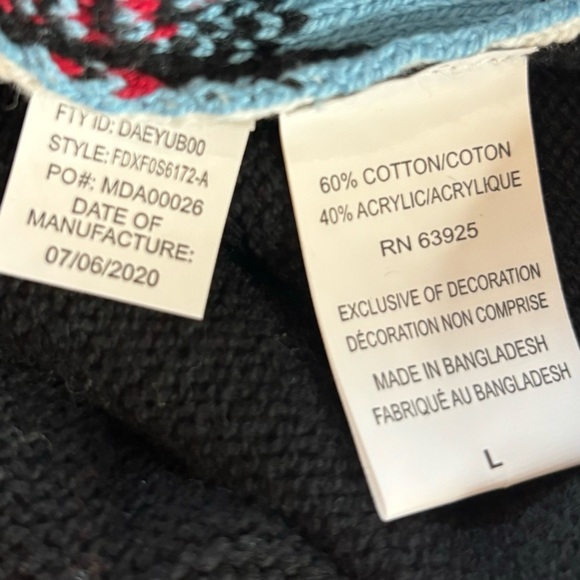 FTY ID: DAEYUB00
STYLE: FDXF0S6172-A
PO#: MDA00026
DATE OF
MANUFACTURE:
07/06/2020
60% COTTON/COTON
40% ACRYLIC/ACRYLIQUE
RN 63925
EXCLUSIVE OF DECORATION
DÉCORATION NON COMPRISE
MADE IN BANGLADESH
FABRIQUÉ AU BANGLADESH
L